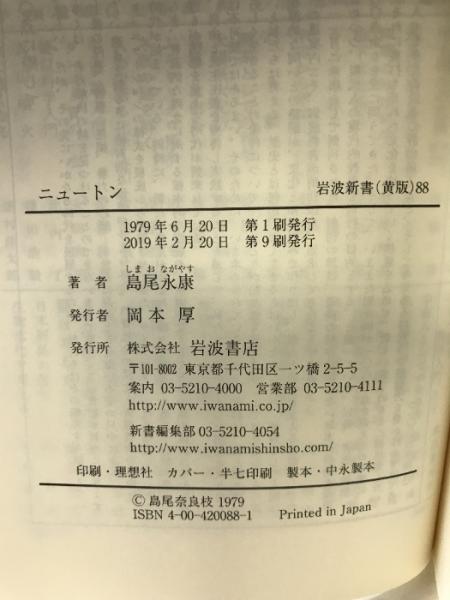 ニュートン 岩波新書(黄版)88
1979年6月20日 第1刷発行
2019年2月20日 第9刷発行
しま お ながやす
著者 島尾永康
発行者 岡本 厚
発行所 株式会社 岩波書店
〒101-8002 東京都千代田区一ツ橋2-5-5
案内 03-5210-4000 営業部 03-5210-4111
http://www.iwanami.co.jp/
新書編集部 03-5210-4054
http://www.iwanamishinsho.com/
印刷・理想社 カバー・半七印刷 製本・中永製本
© 島尾奈良枝 1979
ISBN 4-00-420088-1 Printed in Japan